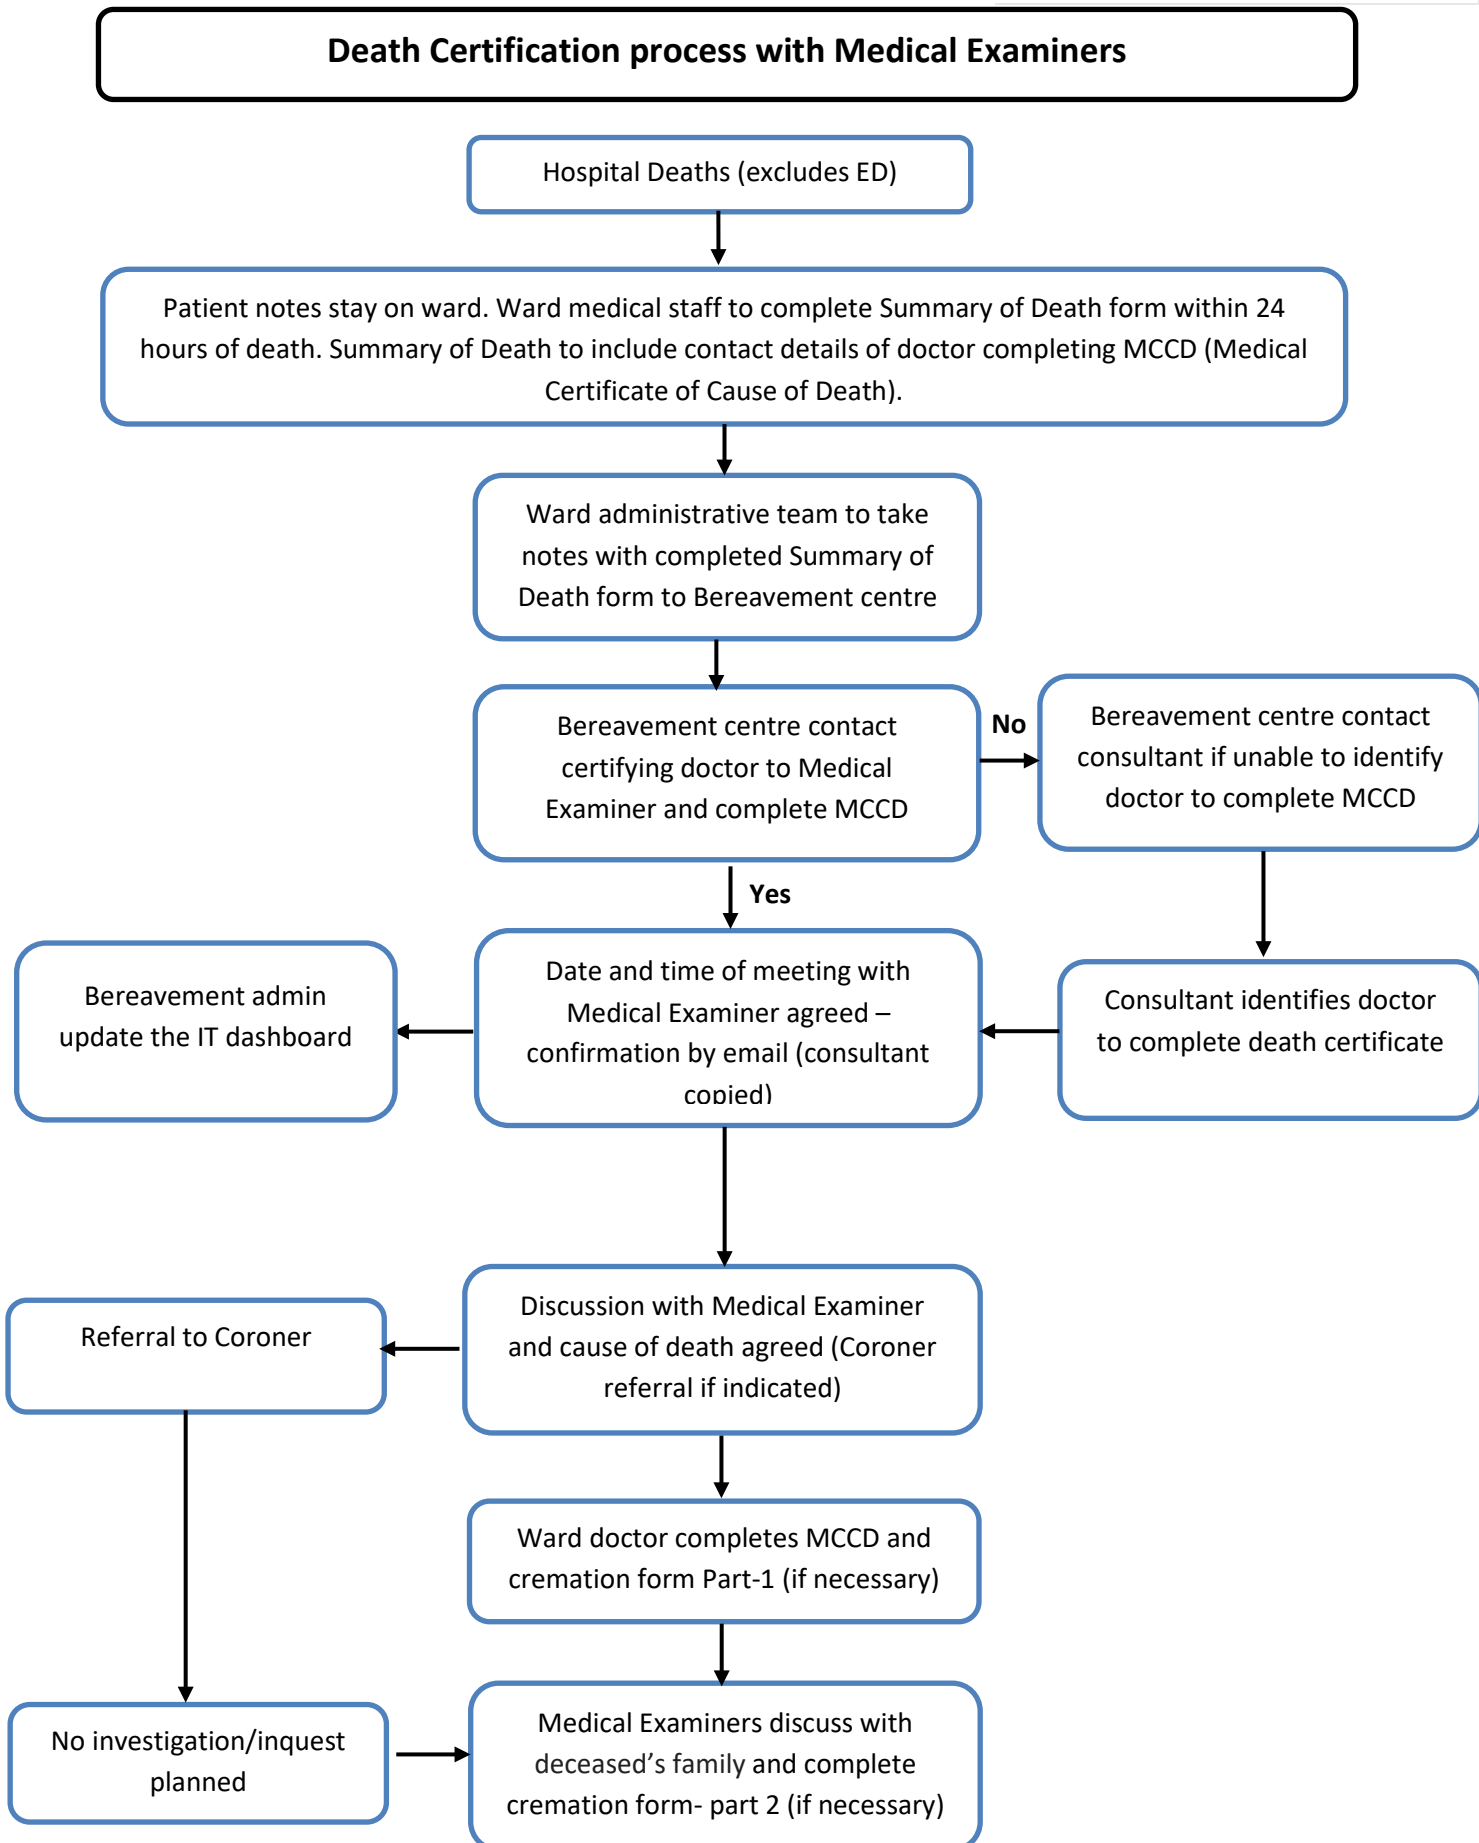 Death Certification process with Medical Examiners
Hospital Deaths (excludes ED)
Patient notes stay on ward. Ward medical staff to complete Summary of Death form within 24
hours of death. Summary of Death to include contact details of doctor completing MCCD (Medical
Certificate of Cause of Death).
Ward administrative team to take
notes with completed Summary of
Death form to Bereavement centre
Bereavement centre contact
certifying doctor to Medical
Examiner and complete MCCD
No
Bereavement centre contact
consultant if unable to identify
doctor to complete MCCD
Yes
Bereavement admin
update the IT dashboard
Date and time of meeting with
Medical Examiner agreed –
confirmation by email (consultant
copied)
Consultant identifies doctor
to complete death certificate
Referral to Coroner
Discussion with Medical Examiner
and cause of death agreed (Coroner
referral if indicated)
Ward doctor completes MCCD and
cremation form Part-1 (if necessary)
No investigation/inquest
planned
Medical Examiners discuss with
deceased’s family and complete
cremation form- part 2 (if necessary)